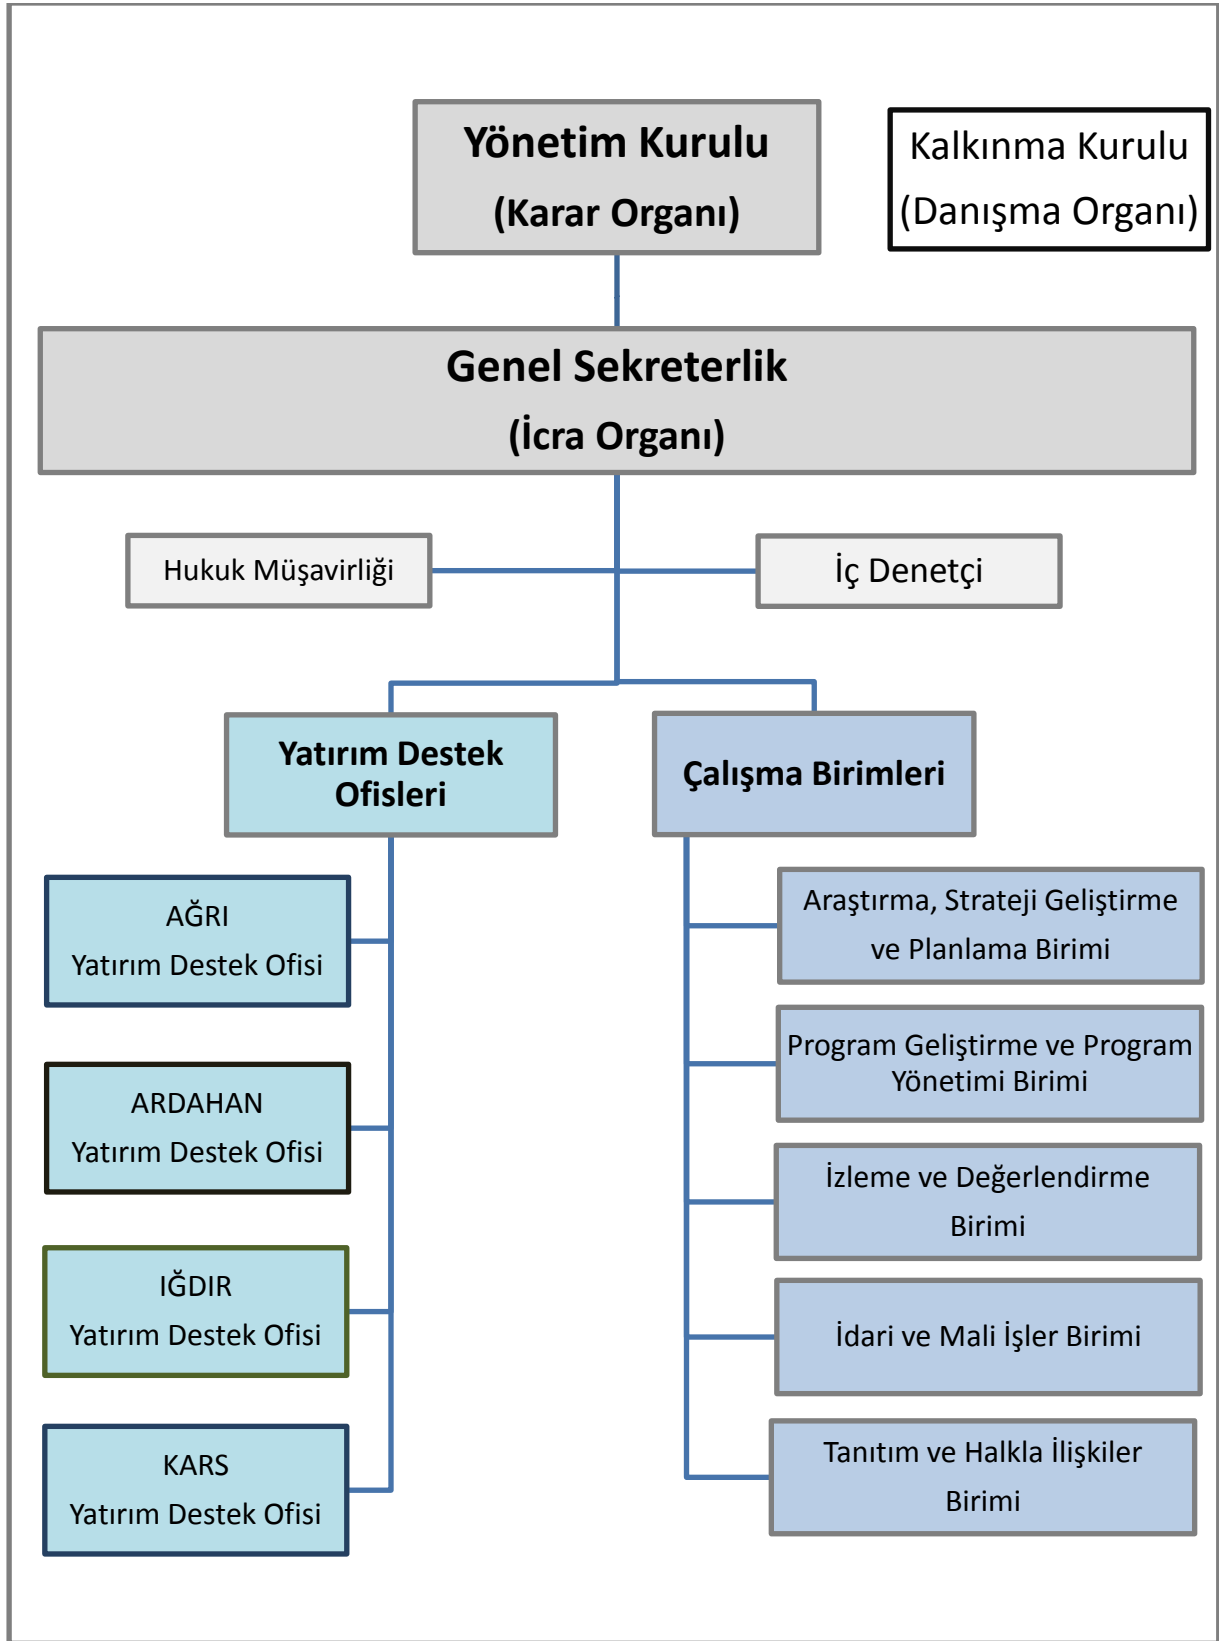 Yönetim Kurulu
(Karar Organı)
Kalkınma Kurulu
(Danışma Organı)
Genel Sekreterlik
(İcra Organı)
Hukuk Müşavirliği
İç Denetçi
Yatırım Destek
Ofisleri
Çalışma Birimleri
AĞRI
Yatırım Destek Ofisi
ARDAHAN
Yatırım Destek Ofisi
IĞDIR
Yatırım Destek Ofisi
KARS
Yatırım Destek Ofisi
Araştırma, Strateji Geliştirme
ve Planlama Birimi
Program Geliştirme ve Program
Yönetimi Birimi
İzleme ve Değerlendirme
Birimi
İdari ve Mali İşler Birimi
Tanıtım ve Halkla İlişkiler
Birimi